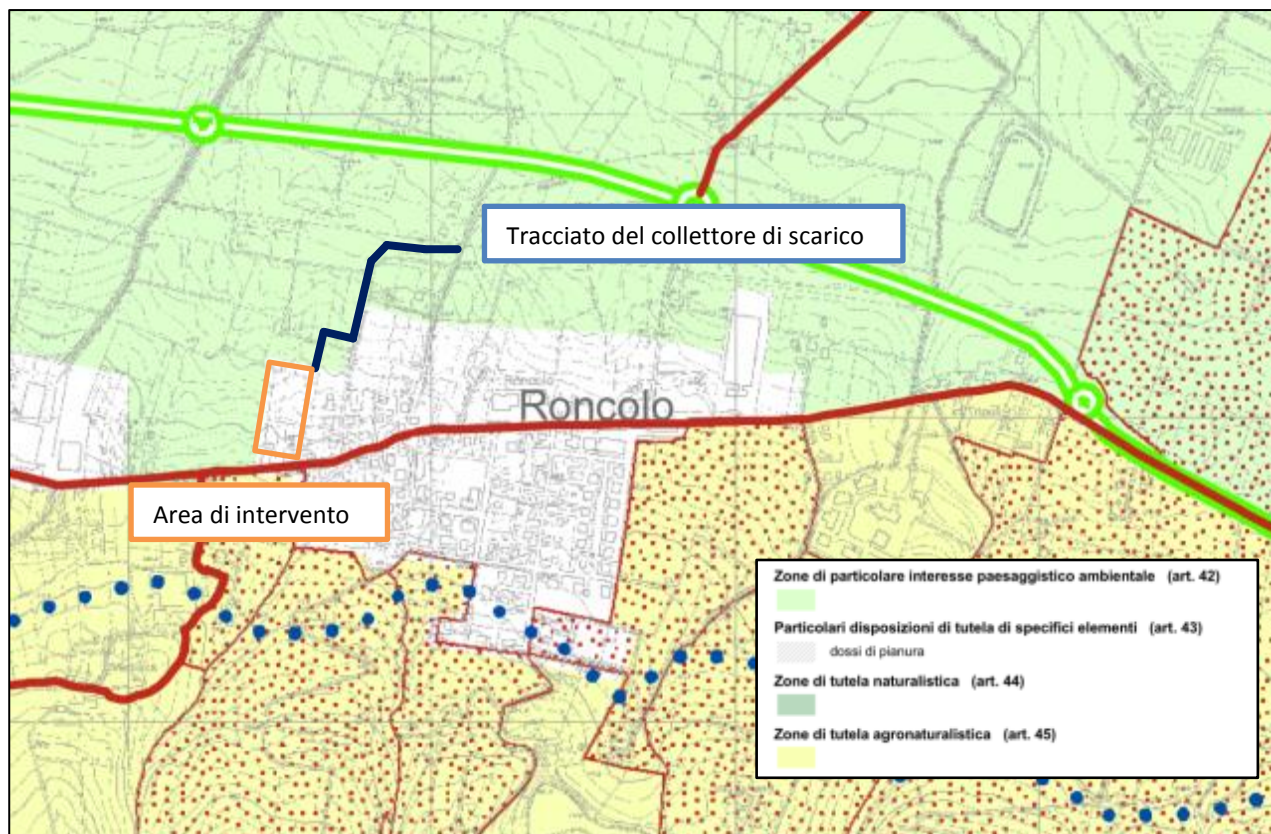 Tracciato del collettore di scarico
Roncolo
Area di intervento
Zone di particolare interesse paesaggistico ambientale (art. 42)
Particolari disposizioni di tutela di specifici elementi (art. 43)
dossi di pianura
Zone di tutela naturalistica (art. 44)
Zone di tutela agronaturalistica (art. 45)